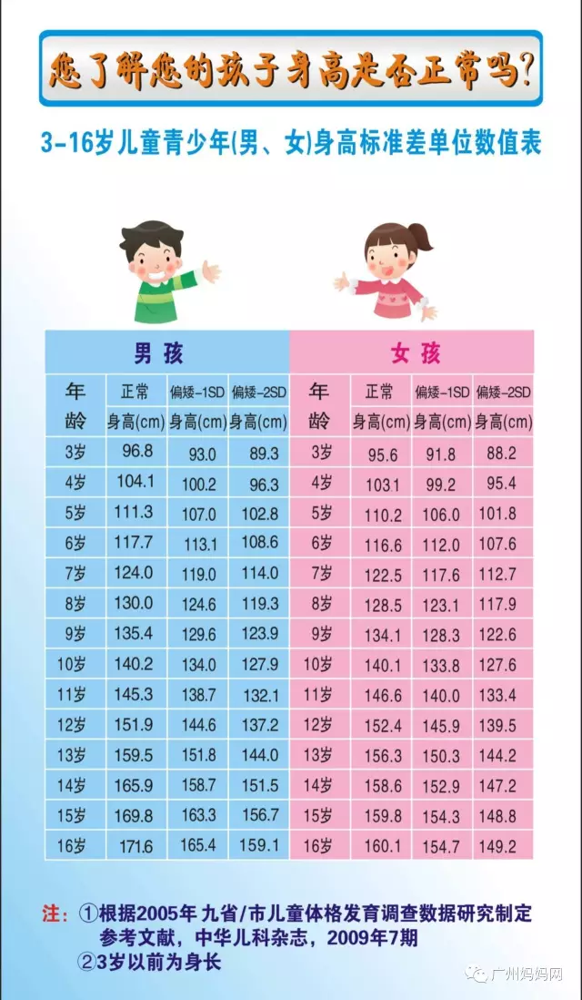 您了解您的孩子身高是否正常吗?
3-16岁儿童青少年(男、女)身高标准差单位数值表
男孩 女孩
年龄 正常 偏矮-1SD 偏矮-2SD 年龄 正常 偏矮-1SD 偏矮-2SD
身高(cm) 身高(cm) 身高(cm) 身高(cm) 身高(cm) 身高(cm)
3岁 96.8 93.0 89.3 3岁 95.6 91.8 88.2
4岁 104.1 100.2 96.3 4岁 103.1 99.2 95.4
5岁 111.3 107.0 102.8 5岁 110.2 106.0 101.8
6岁 117.7 113.1 108.6 6岁 116.6 112.0 107.6
7岁 124.0 119.0 114.0 7岁 122.5 117.6 112.7
8岁 130.0 124.6 119.3 8岁 128.5 123.1 117.9
9岁 135.4 129.6 123.9 9岁 134.1 128.3 122.6
10岁 140.2 134.0 127.9 10岁 140.1 133.8 127.6
11岁 145.3 138.7 132.1 11岁 146.6 140.0 133.4
12岁 151.9 144.6 137.2 12岁 152.4 145.9 139.5
13岁 159.5 151.8 144.0 13岁 156.3 150.3 144.2
14岁 165.9 158.7 151.5 14岁 158.6 152.9 147.2
15岁 169.8 163.3 156.7 15岁 159.8 154.3 148.8
16岁 171.6 165.4 159.1 16岁 160.1 154.7 149.2
注: ①根据2005年 九省/市儿童体格发育调查数据研究制定
参考文献, 中华儿科杂志, 2009年7期
②3岁以前为身长
广州妈妈网